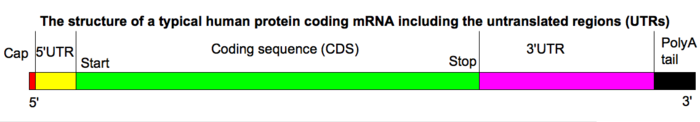 The structure of a typical human protein coding mRNA including the untranslated regions (UTRs)
Cap 5'UTR Coding sequence (CDS) 3'UTR PolyA tail
Start Stop
5' 3'